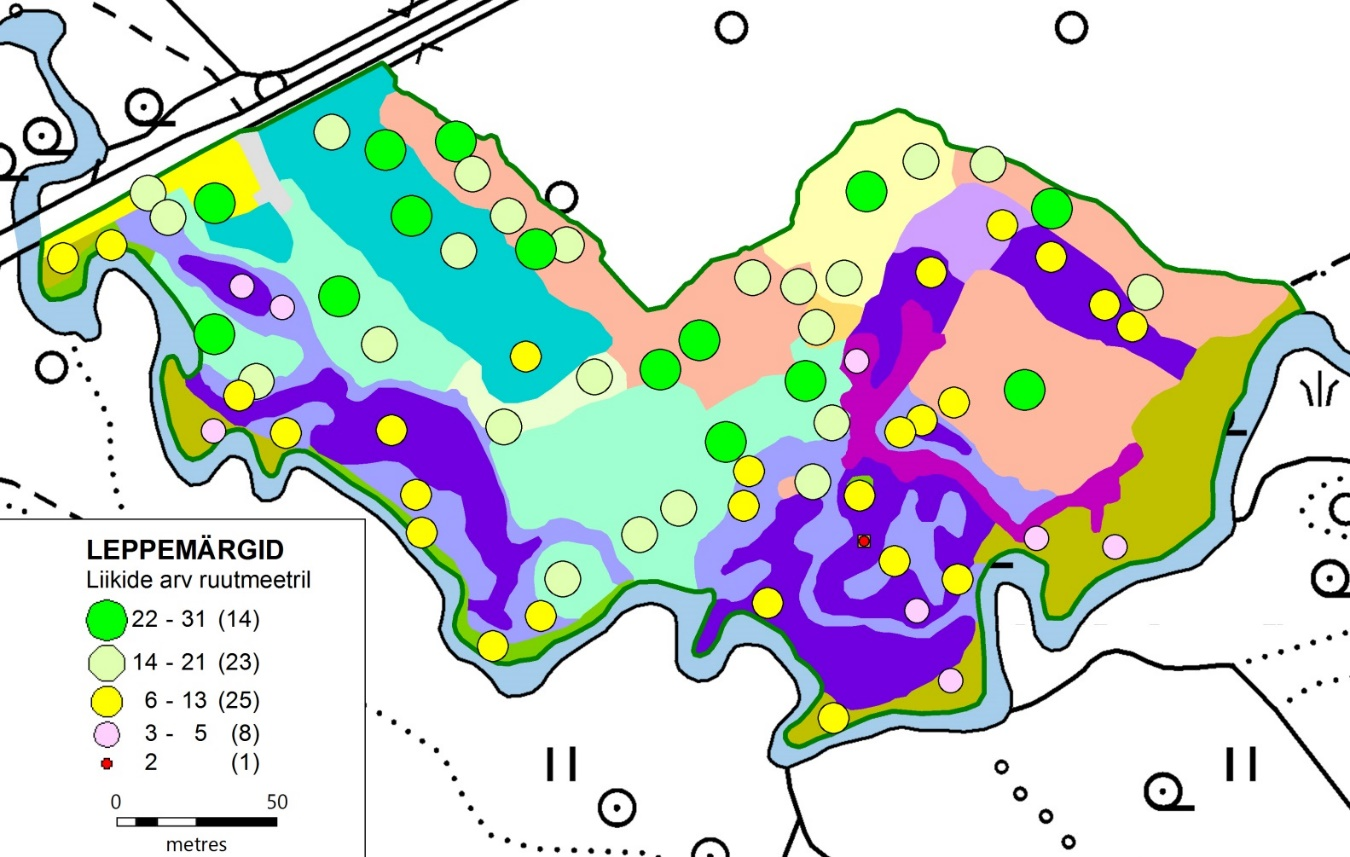 LEPPEMÄRGID
Liikide arv ruutmeetril
22 - 31 (14)
14 - 21 (23)
6 - 13 (25)
3 - 5 (8)
2 (1)
0 50
metres